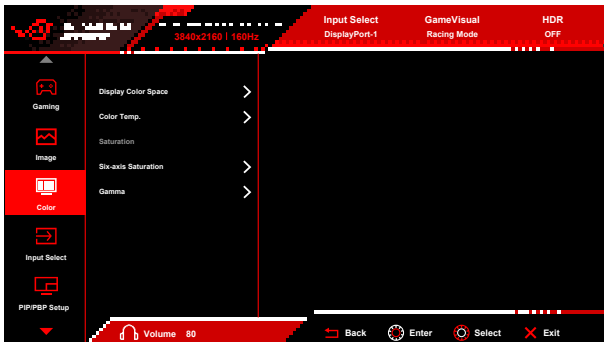 Input Select GameVisual HDR
3840x2160 | 160Hz DisplayPort-1 Racing Mode OFF
Gaming
Display Color Space
Color Temp.
Saturation
Image
Six-axis Saturation
Gamma
Color
Input Select
PIP/PBP Setup
Volume 80
Back Enter Select Exit